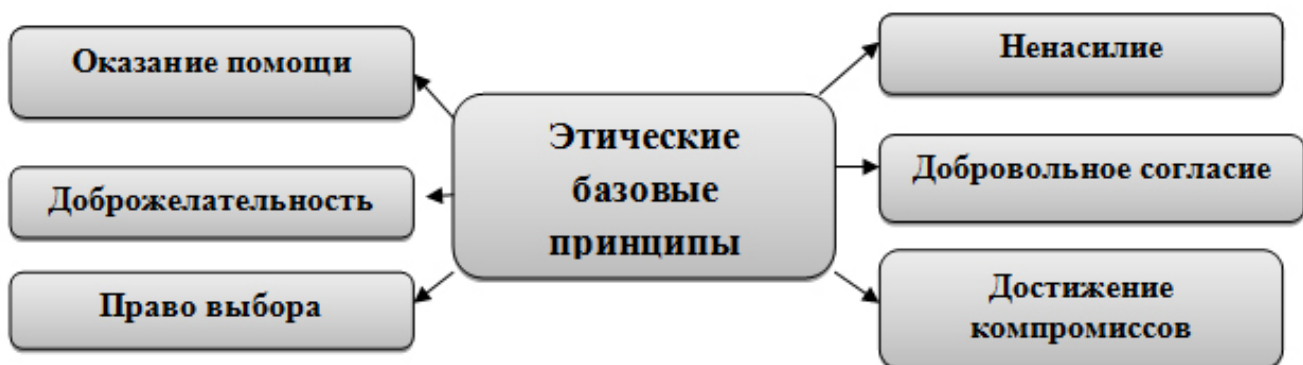 Оказание помощи
Доброжелательность
Право выбора
Этические
базовые
принципы
Ненасилие
Добровольное согласие
Достижение
компромиссов